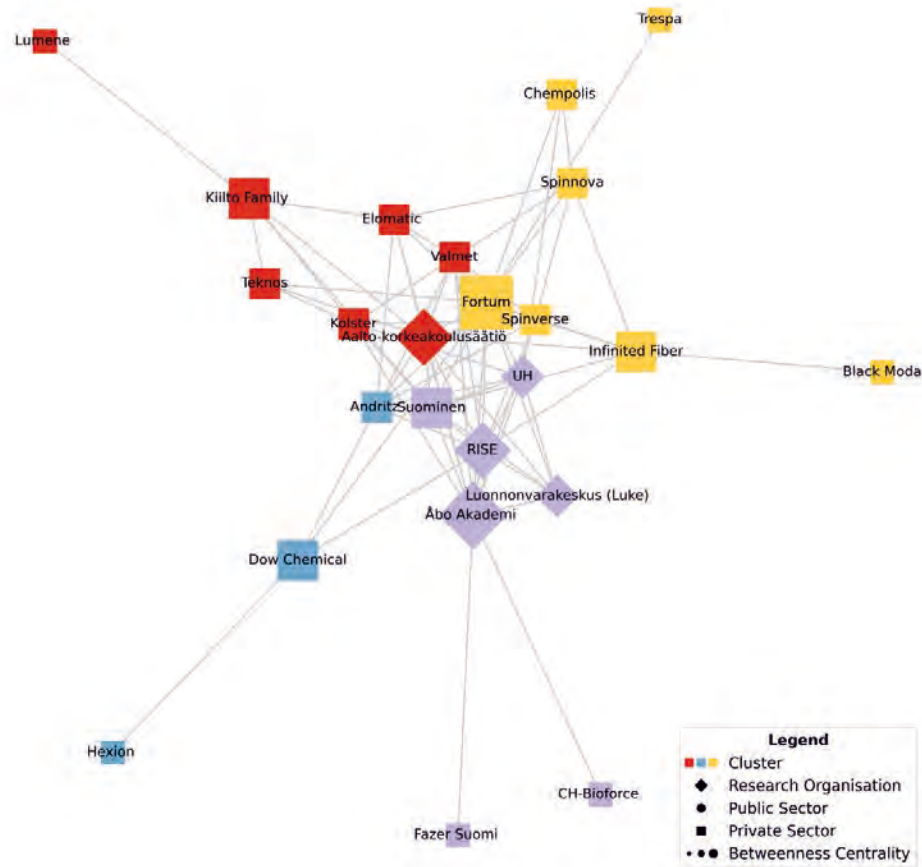 Trespa
Lumene
Chempolis
Spinnova
Kiilto Family
Elomatic
Valmet
Teknos
Fortum
Kolster
Spinverse
Aalto-korkeakoulusäätiö
Infinited Fiber
Black Moda
UH
Andritz
Suominen
RISE
Luonnonvarakeskus (Luke)
Åbo Akademi
Dow Chemical
Hexion
CH-Bioforce
Fazer Suomi
Legend
Cluster
Research Organisation
Public Sector
Private Sector
Betweenness Centrality